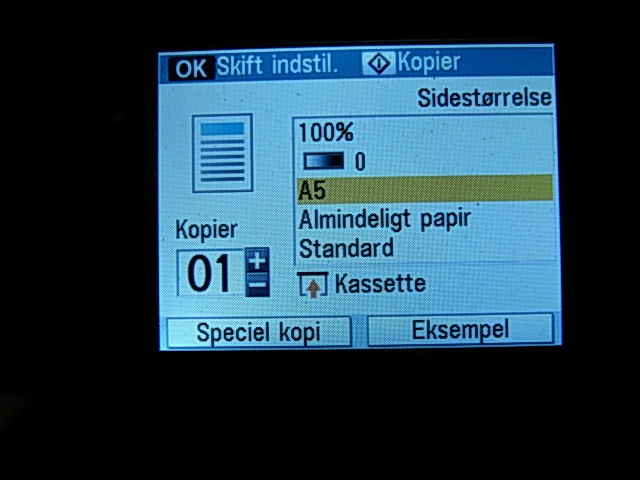 OK Skift indstil. Kopier
Sidestørrelse
100%
0
A5
Almindeligt papir
Standard
Kassette
Kopier
01 + −
Speciel kopi Eksempel